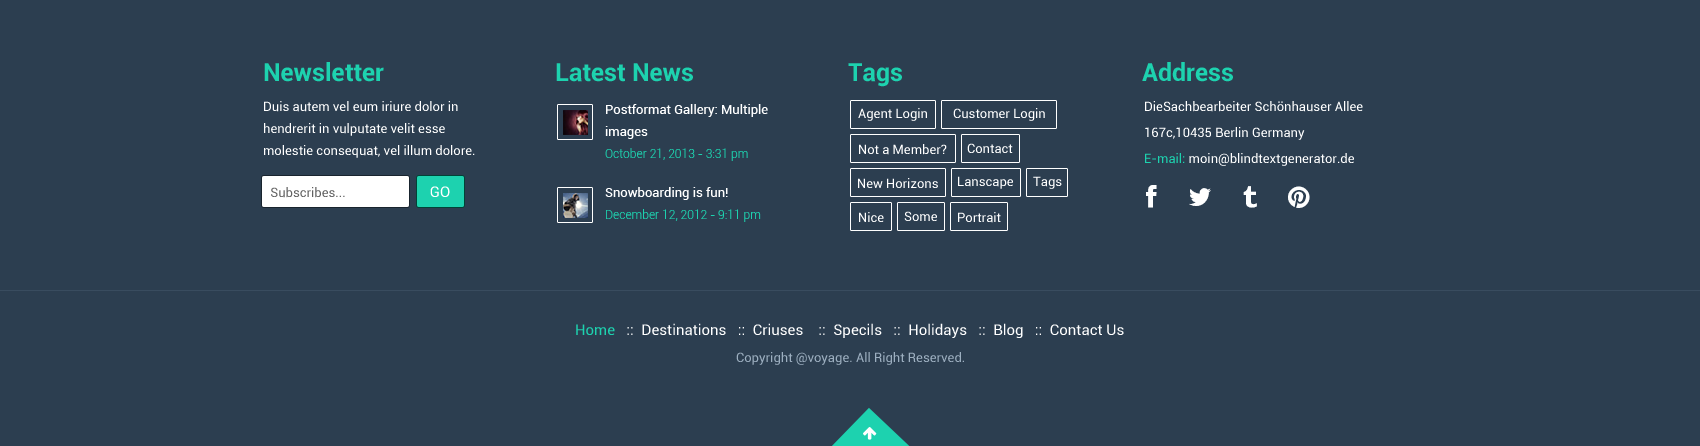 Newsletter
Duis autem vel eum iriure dolor in
hendrerit in vulputate velit esse
molestie consequat, vel illum dolore.
Subscribes...
GO
Latest News
Postformat Gallery: Multiple
images
October 21, 2013 - 3:31 pm
Snowboarding is fun!
December 12, 2012 - 9:11 pm
Tags
Agent Login
Customer Login
Not a Member?
Contact
New Horizons
Lanscape
Tags
Nice
Some
Portrait
Address
DieSachbearbeiter Schönhauser Allee
167c,10435 Berlin Germany
E-mail: moin@blindtextgenerator.de
Home :: Destinations :: Criuses :: Specils :: Holidays :: Blog :: Contact Us
Copyright @voyage. All Right Reserved.